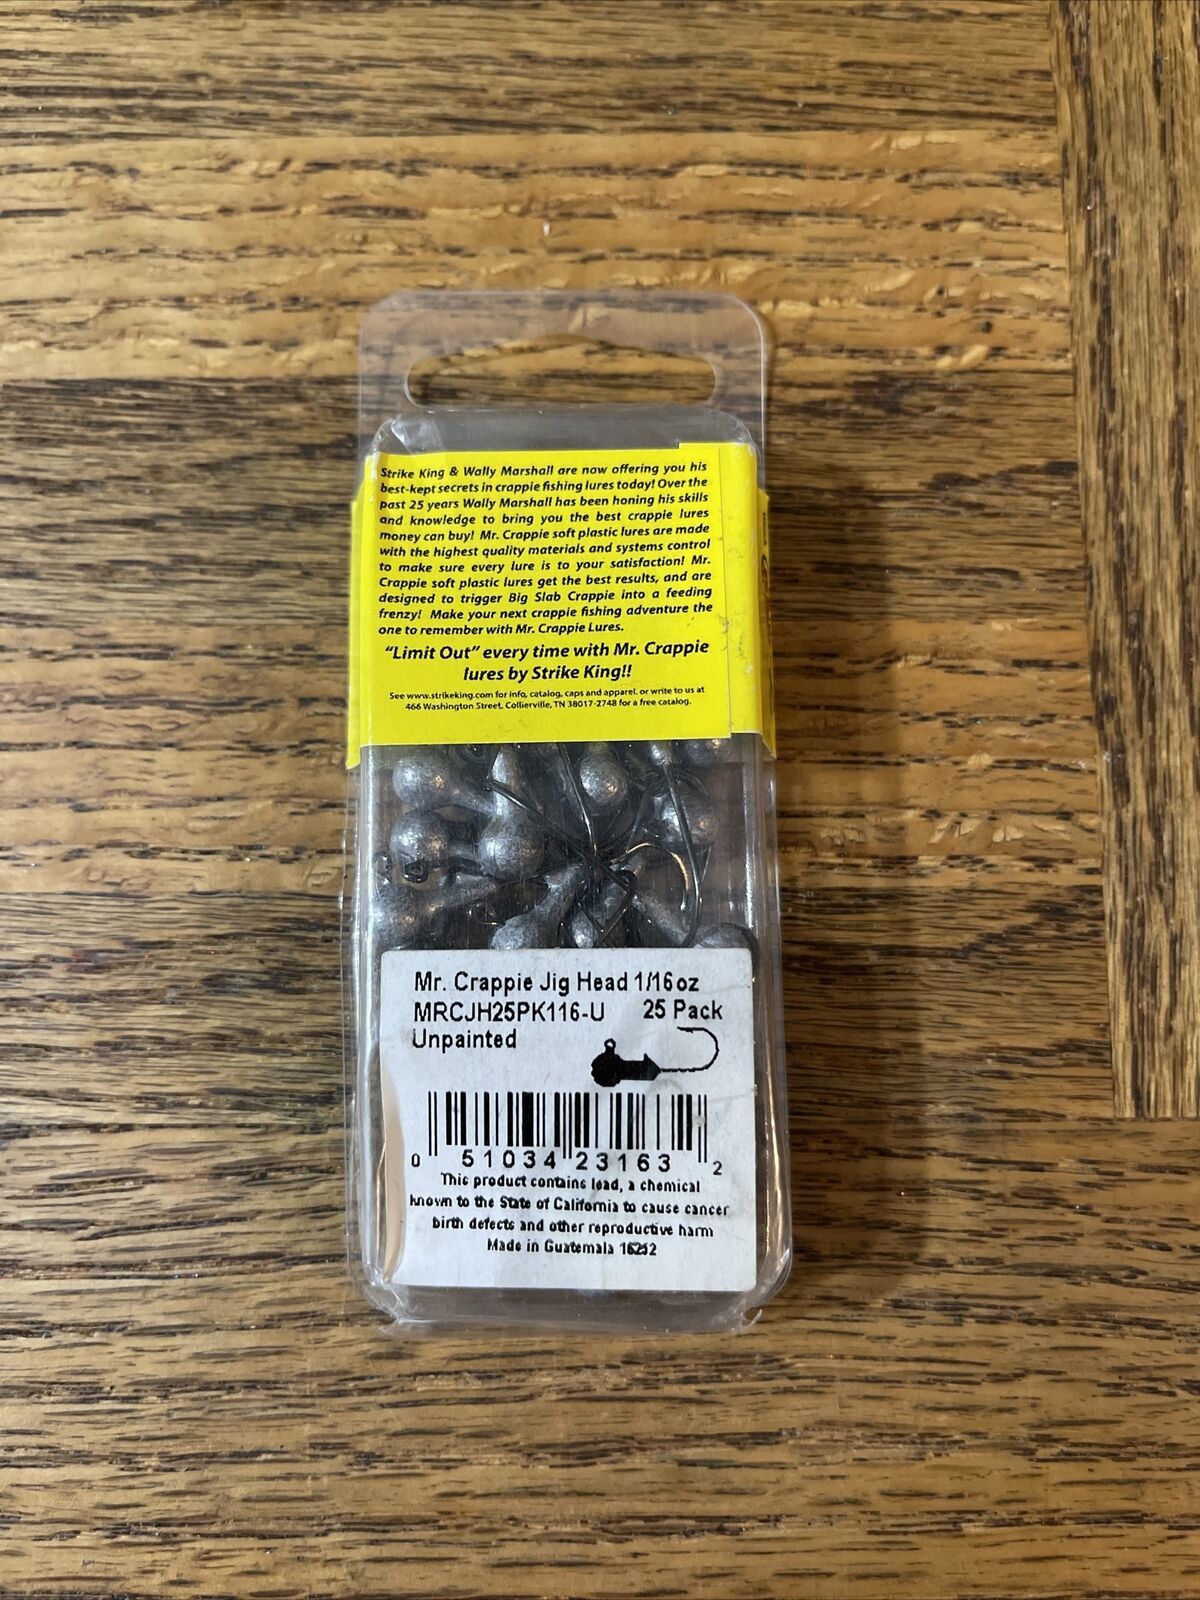 Strike King & Wally Marshall are now offering you his
best-kept secrets in crappie fishing lures today! Over the
past 25 years Wally Marshall has been honing his skills
and knowledge to bring you the best crappie lures
money can buy! Mr. Crappie soft plastic lures are made
with the highest quality materials and systems control
to make sure every lure is to your satisfaction! Mr.
Crappie soft plastic lures get the best results, and are
designed to trigger Big Slab Crappie into a feeding
frenzy! Make your next crappie fishing adventure the
one to remember with Mr. Crappie Lures.
“Limit Out” every time with Mr. Crappie
lures by Strike King!!
See www.strikeking.com for info, catalog, caps and apparel. or write to us at
466 Washington Street, Collierville, TN 38017-2748 for a free catalog.
Mr. Crappie Jig Head 1/16oz
MRCJH25PK116-U 25 Pack
Unpainted
0 51034 23163 2
This product contains lead, a chemical
known to the State of California to cause cancer
birth defects and other reproductive harm
Made in Guatemala